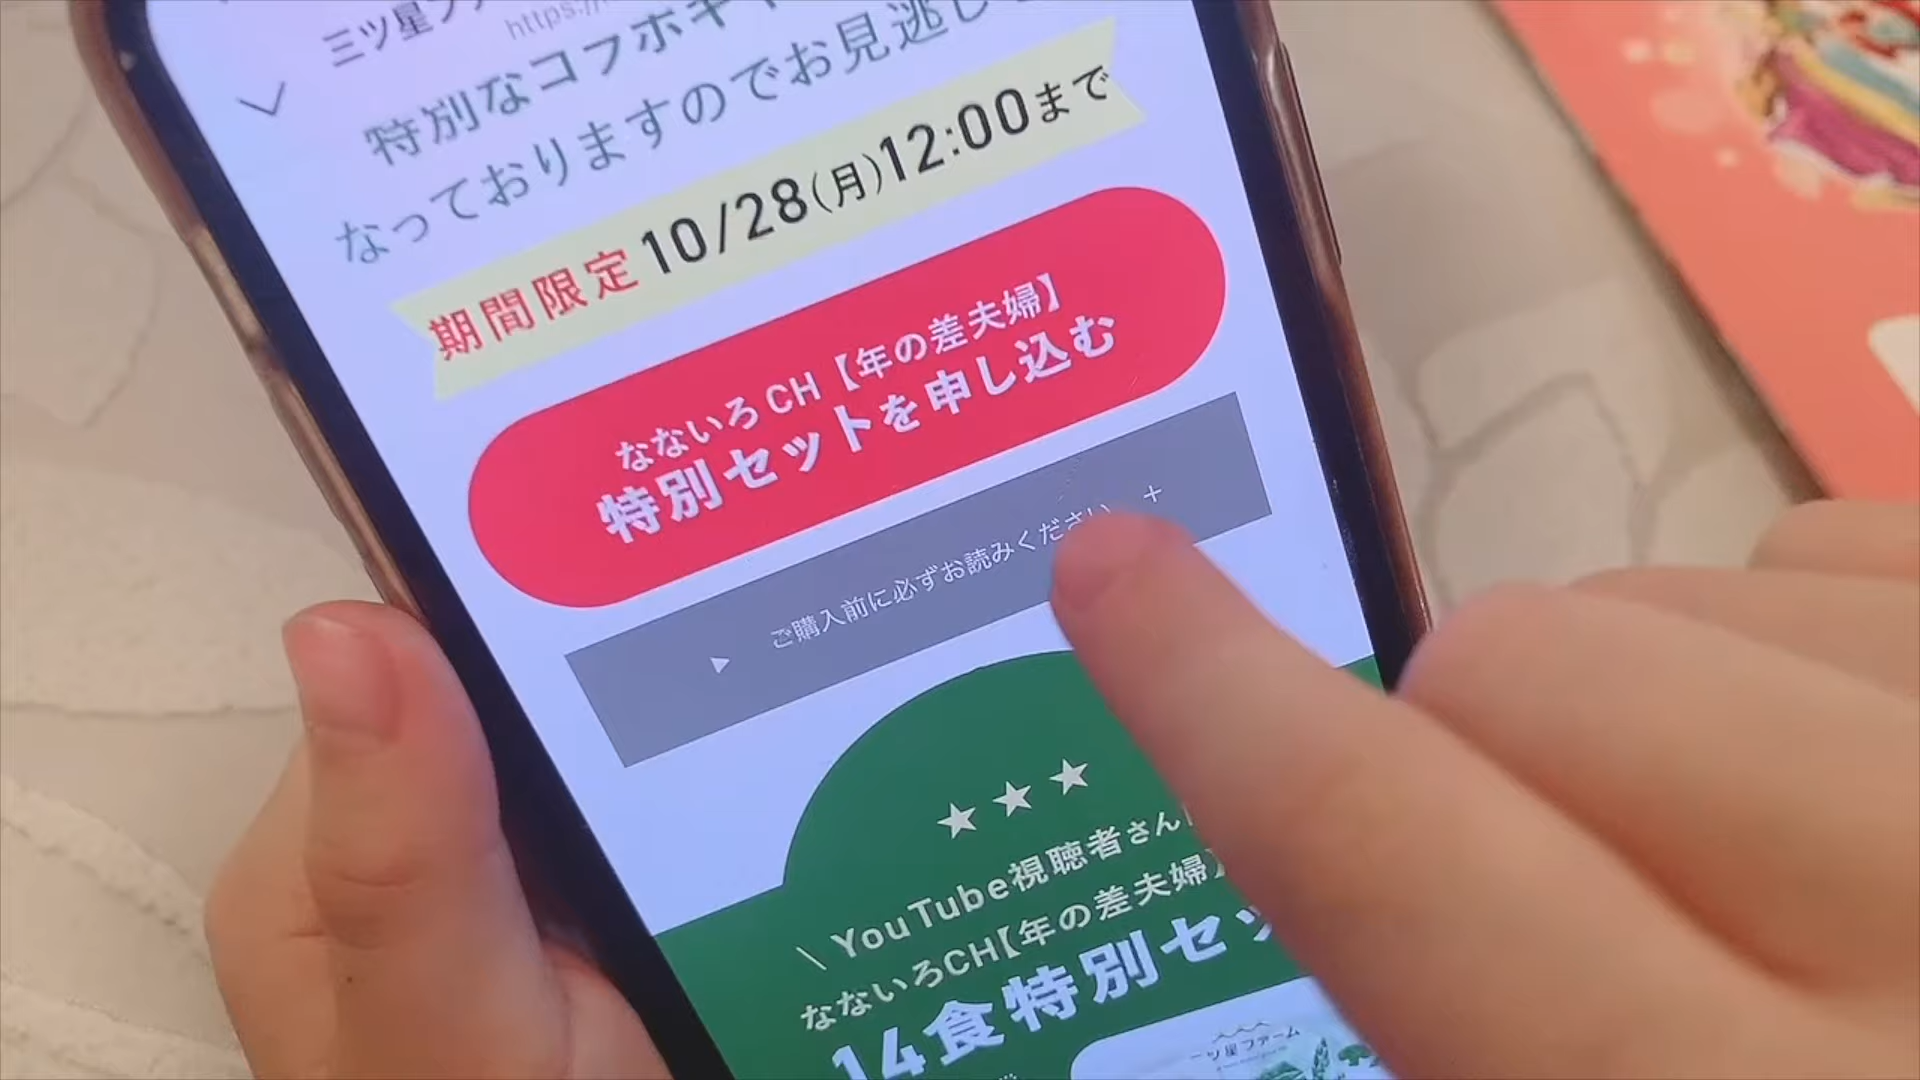 三ツ星フ
https:/
特別なコラボキャ
なっておりますのでお見逃し
期間限定 10/28(月)12:00まで
なないろCH【年の差夫婦】
特別セットを申し込む
▶ ご購入前に必ずお読みください +
★★★
\ YouTube視聴者さん
なないろCH【年の差夫婦】
14食特別セッ
三ツ星ファーム